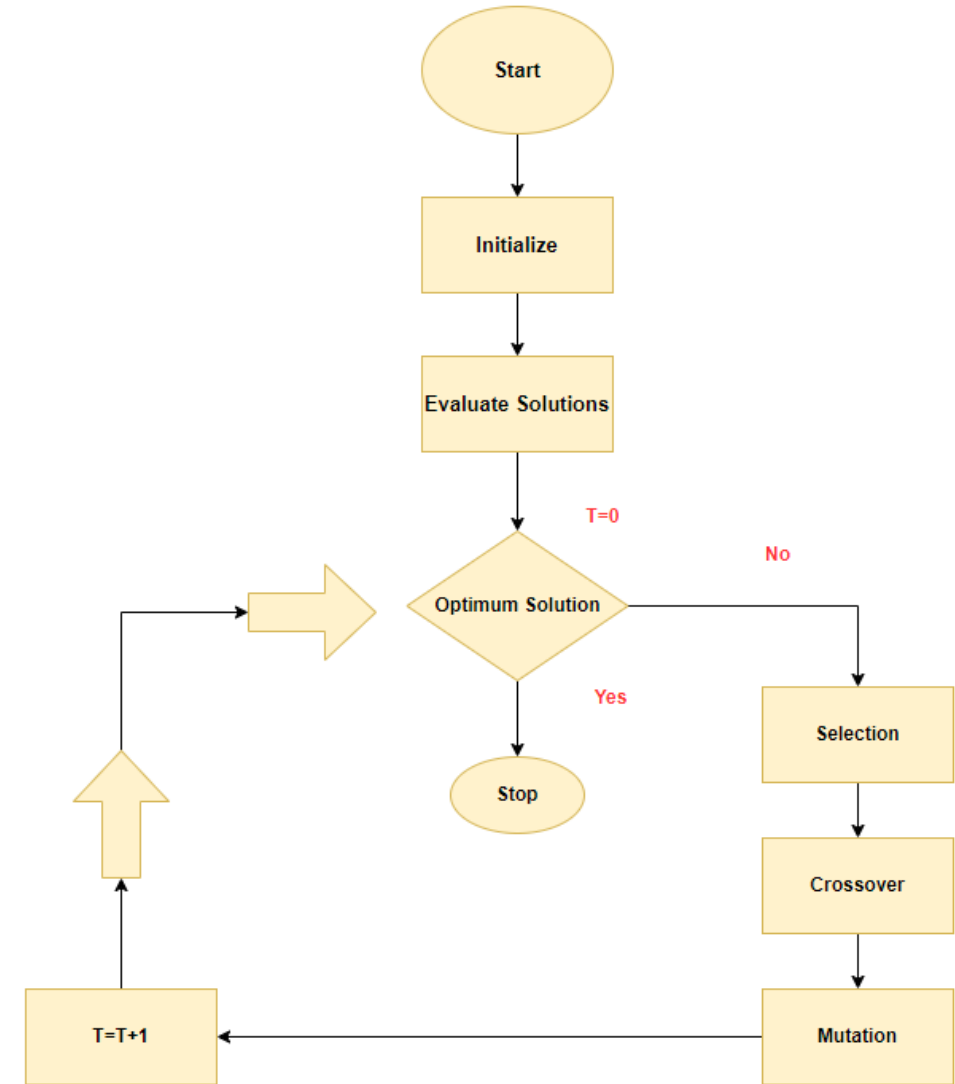 Start
Initialize
Evaluate Solutions
T=0
No
Optimum Solution
Yes
Selection
Stop
Crossover
T=T+1
Mutation